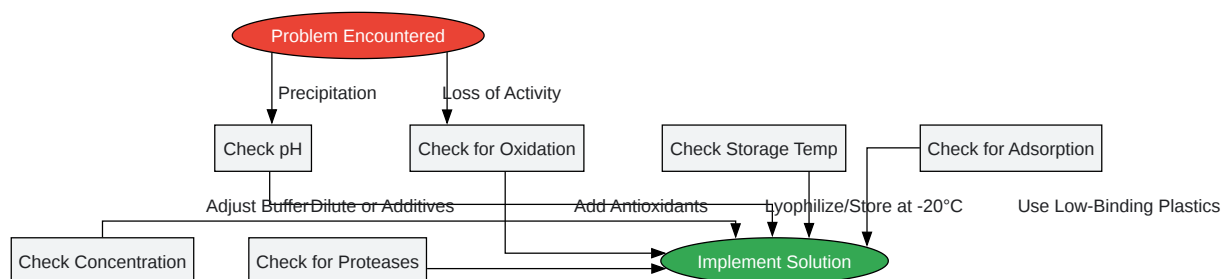 Problem Encountered
Precipitation
Loss of Activity
Check pH
Check for Oxidation
Check Storage Temp
Check for Adsorption
Adjust Buffer
Dilute or Additives
Add Antioxidants
Lyophilize/Store at -20°C
Use Low-Binding Plastics
Check Concentration
Check for Proteases
Implement Solution